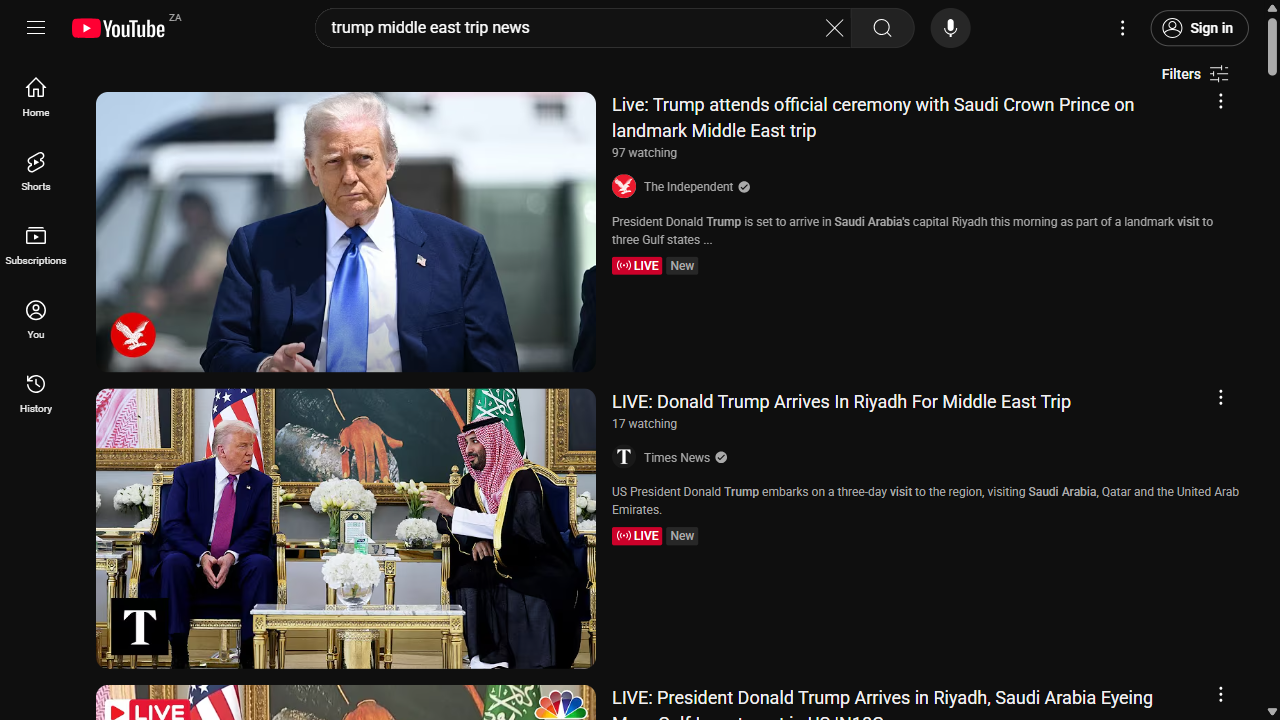 YouTube ZA
trump middle east trip news
Sign in
Filters
Home
Shorts
Subscriptions
You
History
Live: Trump attends official ceremony with Saudi Crown Prince on
landmark Middle East trip
97 watching
The Independent
President Donald Trump is set to arrive in Saudi Arabia's capital Riyadh this morning as part of a landmark visit to
three Gulf states ...
LIVE New
T
LIVE: Donald Trump Arrives In Riyadh For Middle East Trip
17 watching
T Times News
US President Donald Trump embarks on a three-day visit to the region, visiting Saudi Arabia, Qatar and the United Arab
Emirates.
LIVE New
LIVE
LIVE: President Donald Trump Arrives in Riyadh, Saudi Arabia Eyeing